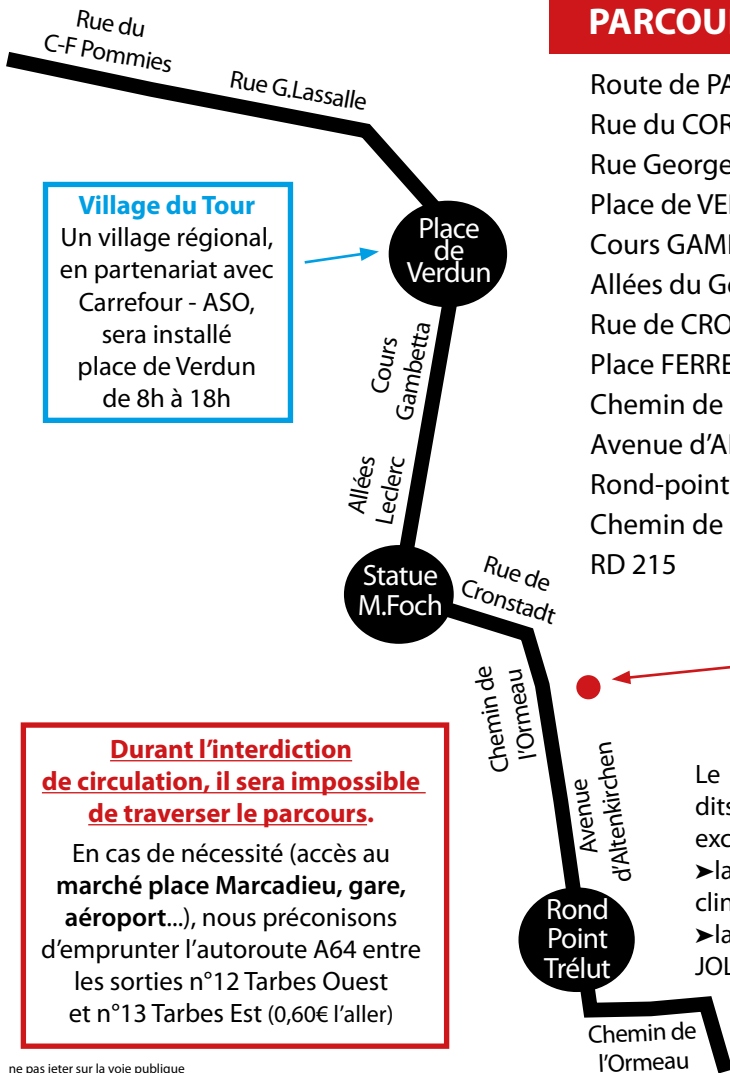 Rue du
C-F Pommies
Rue G.Lassalle
Village du Tour
Un village régional,
en partenariat avec
Carrefour - ASO,
sera installé
place de Verdun
de 8h à 18h
Place
de
Verdun
Cours
Gambetta
Allées
Leclerc
Statue
M.Foch
Rue de
Cronstadt
Chemin de
l'Ormeau
Avenue
d'Altenkirchen
Rond
Point
Trélut
Chemin de
l'Ormeau
Durant l'interdiction
de circulation, il sera impossible
de traverser le parcours.
En cas de nécessité (accès au
marché place Marcadieu, gare,
aéroport...), nous préconisons
d'emprunter l'autoroute A64 entre
les sorties n°12 Tarbes Ouest
et n°13 Tarbes Est (0,60€ l'aller)
ne pas jeter sur la voie publique
PARCOU
Route de PA
Rue du COR
Rue George
Place de VE
Cours GAM
Allées du G
Rue de CRO
Place FERRE
Chemin de
Avenue d'A
Rond-point
Chemin de
RD 215
Le
dits
exc
➤la
clin
➤la
JOL